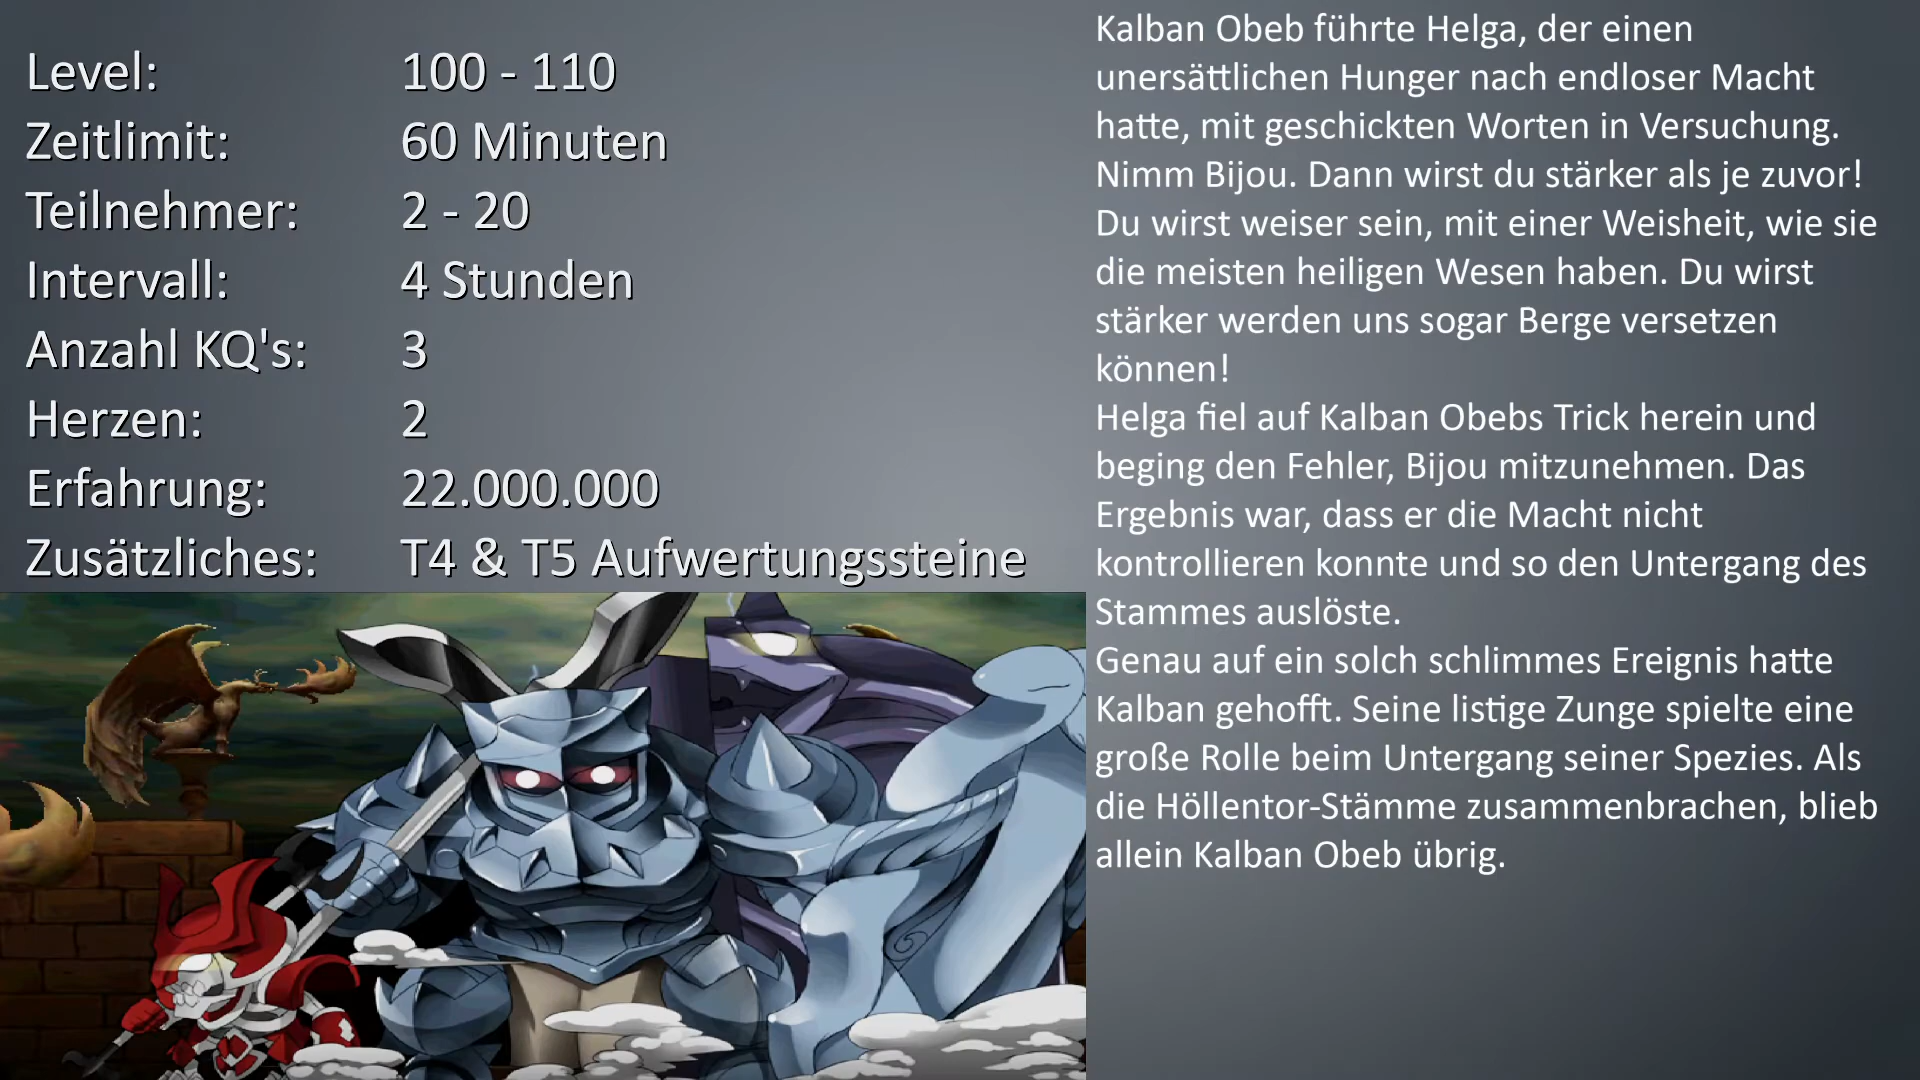 Level: 100 - 110
Zeitlimit: 60 Minuten
Teilnehmer: 2 - 20
Intervall: 4 Stunden
Anzahl KQ's: 3
Herzen: 2
Erfahrung: 22.000.000
Zusätzliches: T4 & T5 Aufwertungssteine
Kalban Obeb führte Helga, der einen
unersättlichen Hunger nach endloser Macht
hatte, mit geschickten Worten in Versuchung.
Nimm Bijou. Dann wirst du stärker als je zuvor!
Du wirst weiser sein, mit einer Weisheit, wie sie
die meisten heiligen Wesen haben. Du wirst
stärker werden uns sogar Berge versetzen
können!
Helga fiel auf Kalban Obebs Trick herein und
beging den Fehler, Bijou mitzunehmen. Das
Ergebnis war, dass er die Macht nicht
kontrollieren konnte und so den Untergang des
Stammes auslöste.
Genau auf ein solch schlimmes Ereignis hatte
Kalban gehofft. Seine listige Zunge spielte eine
große Rolle beim Untergang seiner Spezies. Als
die Höllentor-Stämme zusammenbrachen, blieb
allein Kalban Obeb übrig.